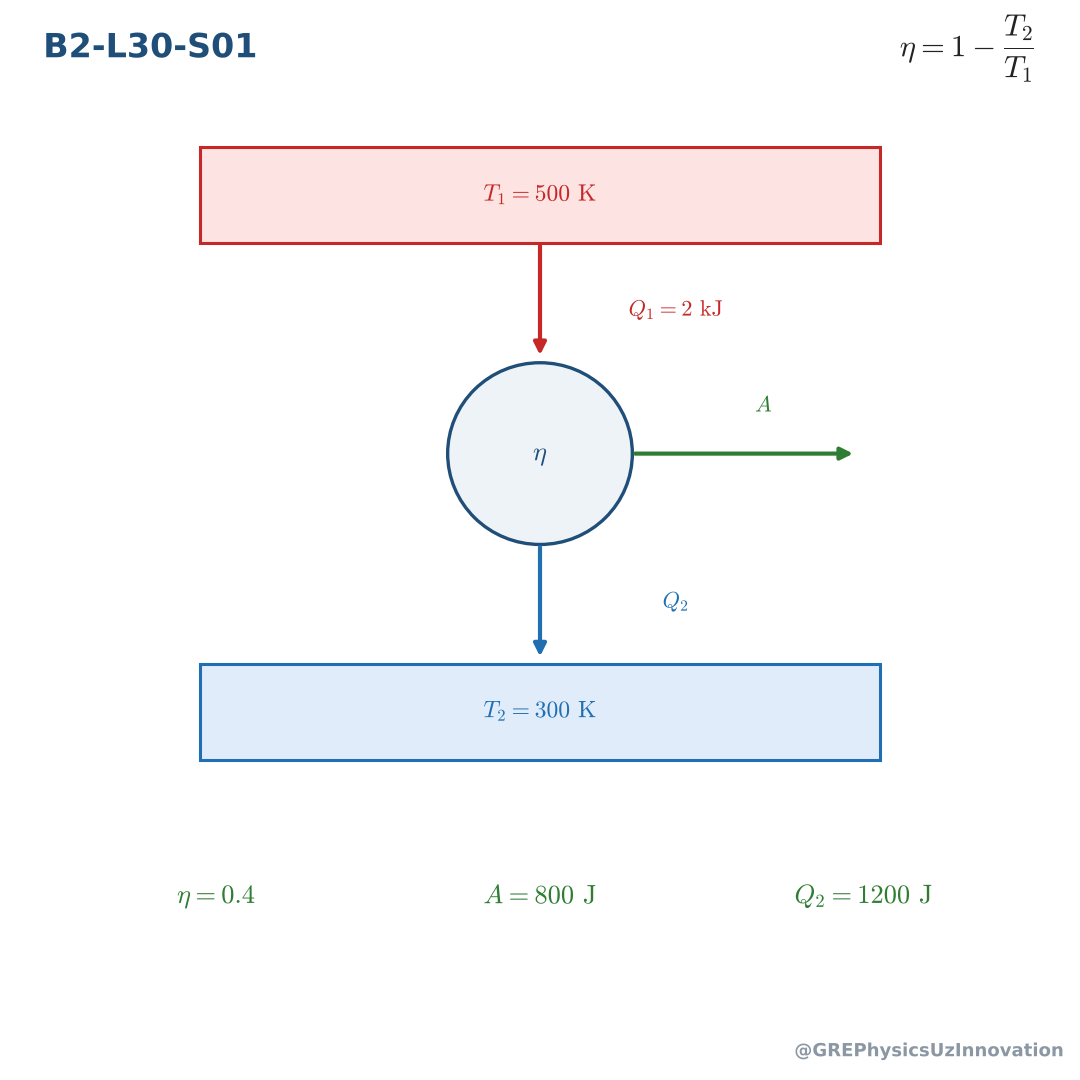 B2-L30-S01
η = 1 − T₂/T₁
T₁ = 500 K
Q₁ = 2 kJ
A
η
Q₂
T₂ = 300 K
η = 0.4
A = 800 J
Q₂ = 1200 J
@GREPhysicsUzInnovation